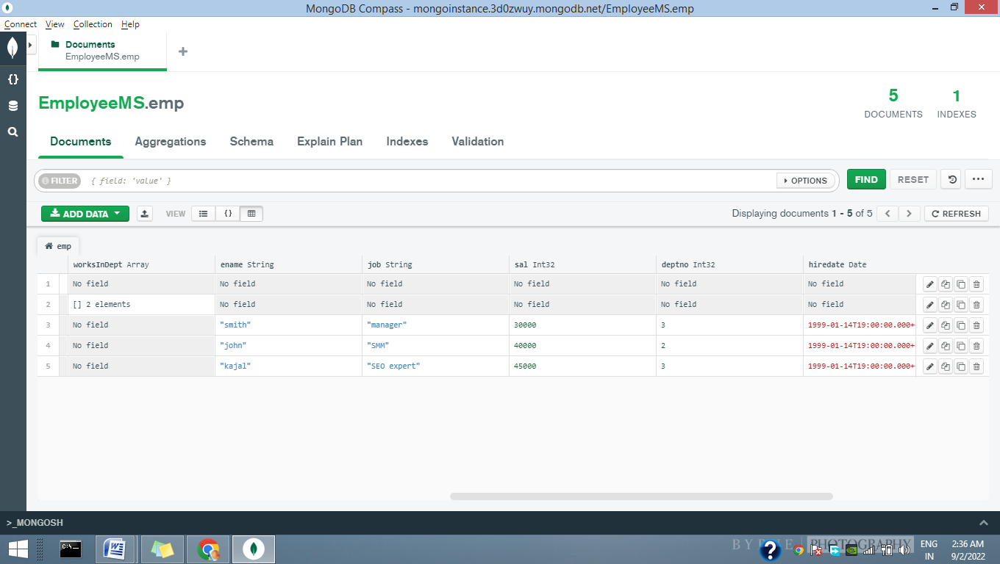 MongoDB Compass - mongoinstance.3d0zwuy.mongodb.net/EmployeeMS.emp
Connect View Collection Help
Documents
EmployeeMS.emp
EmployeeMS.emp
5 1
DOCUMENTS INDEXES
Documents Aggregations Schema Explain Plan Indexes Validation
FILTER { field: 'value' } OPTIONS FIND RESET
ADD DATA VIEW {} Displaying documents 1 - 5 of 5 REFRESH
emp
worksInDept Array ename String job String sal Int32 deptno Int32 hiredate Date
1 No field No field No field No field No field No field
2 [] 2 elements No field No field No field No field No field
3 No field "smith" "manager" 30000 3 1999-01-14T19:00:00.000+
4 No field "john" "SMM" 40000 2 1999-01-14T19:00:00.000+
5 No field "kajal" "SEO expert" 45000 3 1999-01-14T19:00:00.000+
>_MONGOSH
PHOTOGRAPHY
ENG 2:36 AM
IN 9/2/2022